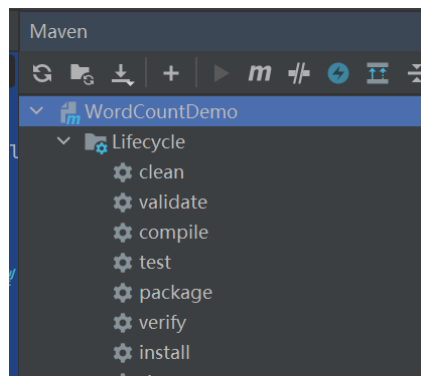 Maven
m
WordCountDemo
Lifecycle
clean
validate
compile
test
package
verify
install